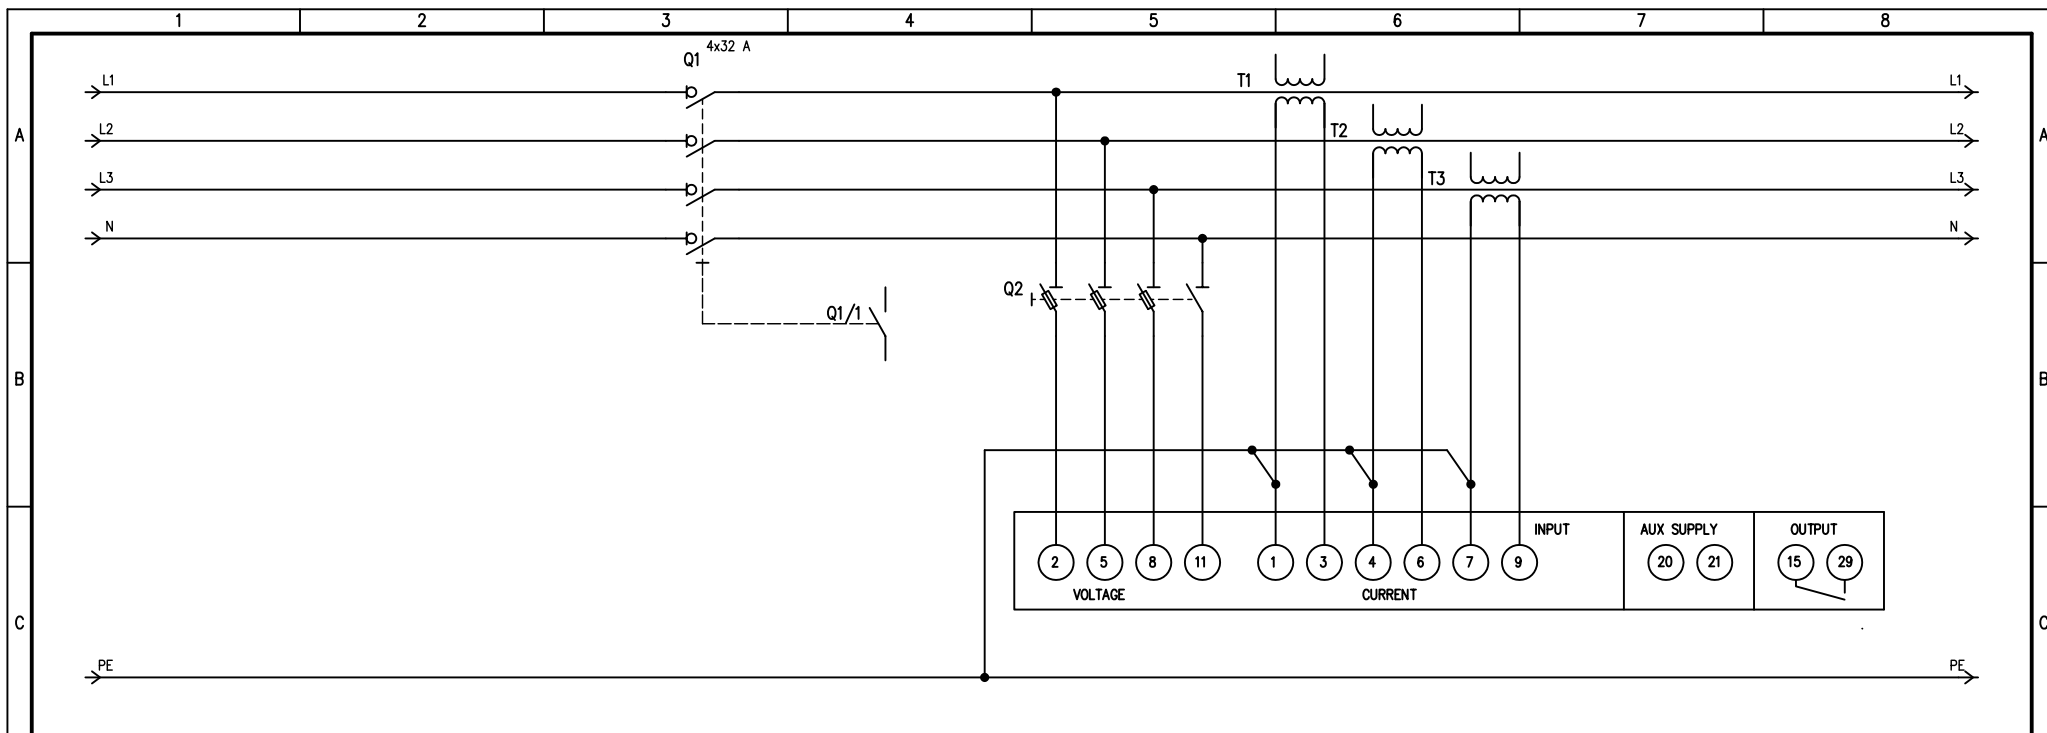 1 2 3 4 5 6 7 8
4x32 A
Q1
L1 T1 L1
A L2 T2 L2 A
L3 T3 L3
N N
Q2
Q1/1
B B
INPUT AUX SUPPLY OUTPUT
2 5 8 11 1 3 4 6 7 9 20 21 15 29
VOLTAGE CURRENT
C C
PE PE